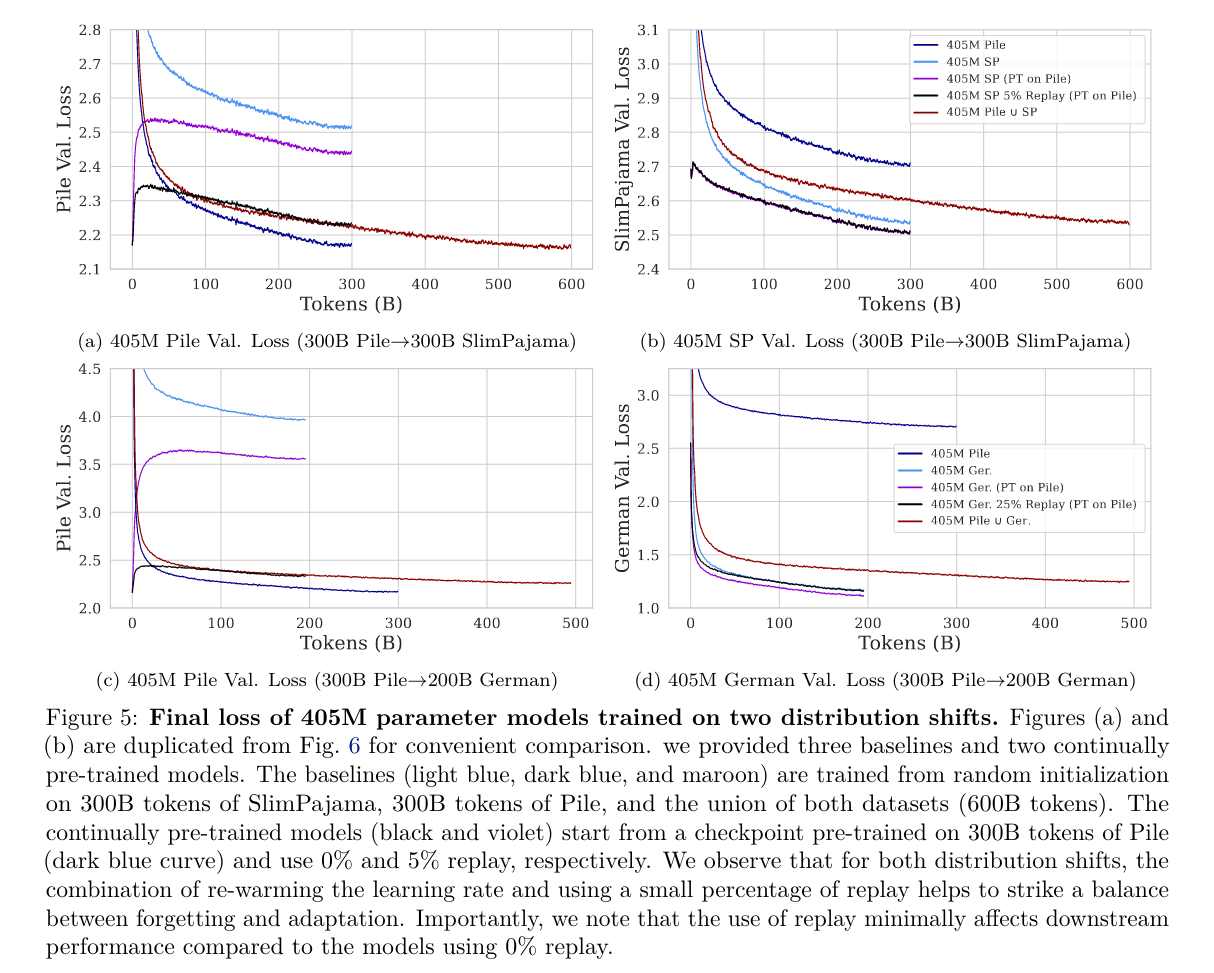 2.8
2.7
2.6
2.5
2.4
2.3
2.2
2.1
Pile Val. Loss
0 100 200 300 400 500 600
Tokens (B)
3.1
3.0
2.9
2.8
2.7
2.6
2.5
2.4
SlimPajama Val. Loss
405M Pile
405M SP
405M SP (PT on Pile)
405M SP 5% Replay (PT on Pile)
405M Pile ∪ SP
0 100 200 300 400 500 600
Tokens (B)
(a) 405M Pile Val. Loss (300B Pile→300B SlimPajama)
(b) 405M SP Val. Loss (300B Pile→300B SlimPajama)
4.5
4.0
3.5
3.0
2.5
2.0
Pile Val. Loss
0 100 200 300 400 500
Tokens (B)
3.0
2.5
2.0
1.5
1.0
German Val. Loss
405M Pile
405M Ger.
405M Ger. (PT on Pile)
405M Ger. 25% Replay (PT on Pile)
405M Pile ∪ Ger.
0 100 200 300 400 500
Tokens (B)
(c) 405M Pile Val. Loss (300B Pile→200B German)
(d) 405M German Val. Loss (300B Pile→200B German)
Figure 5: Final loss of 405M parameter models trained on two distribution shifts. Figures (a) and
(b) are duplicated from Fig. 6 for convenient comparison. we provided three baselines and two continually
pre-trained models. The baselines (light blue, dark blue, and maroon) are trained from random initialization
on 300B tokens of SlimPajama, 300B tokens of Pile, and the union of both datasets (600B tokens). The
continually pre-trained models (black and violet) start from a checkpoint pre-trained on 300B tokens of Pile
(dark blue curve) and use 0% and 5% replay, respectively. We observe that for both distribution shifts, the
combination of re-warming the learning rate and using a small percentage of replay helps to strike a balance
between forgetting and adaptation. Importantly, we note that the use of replay minimally affects downstream
performance compared to the models using 0% replay.